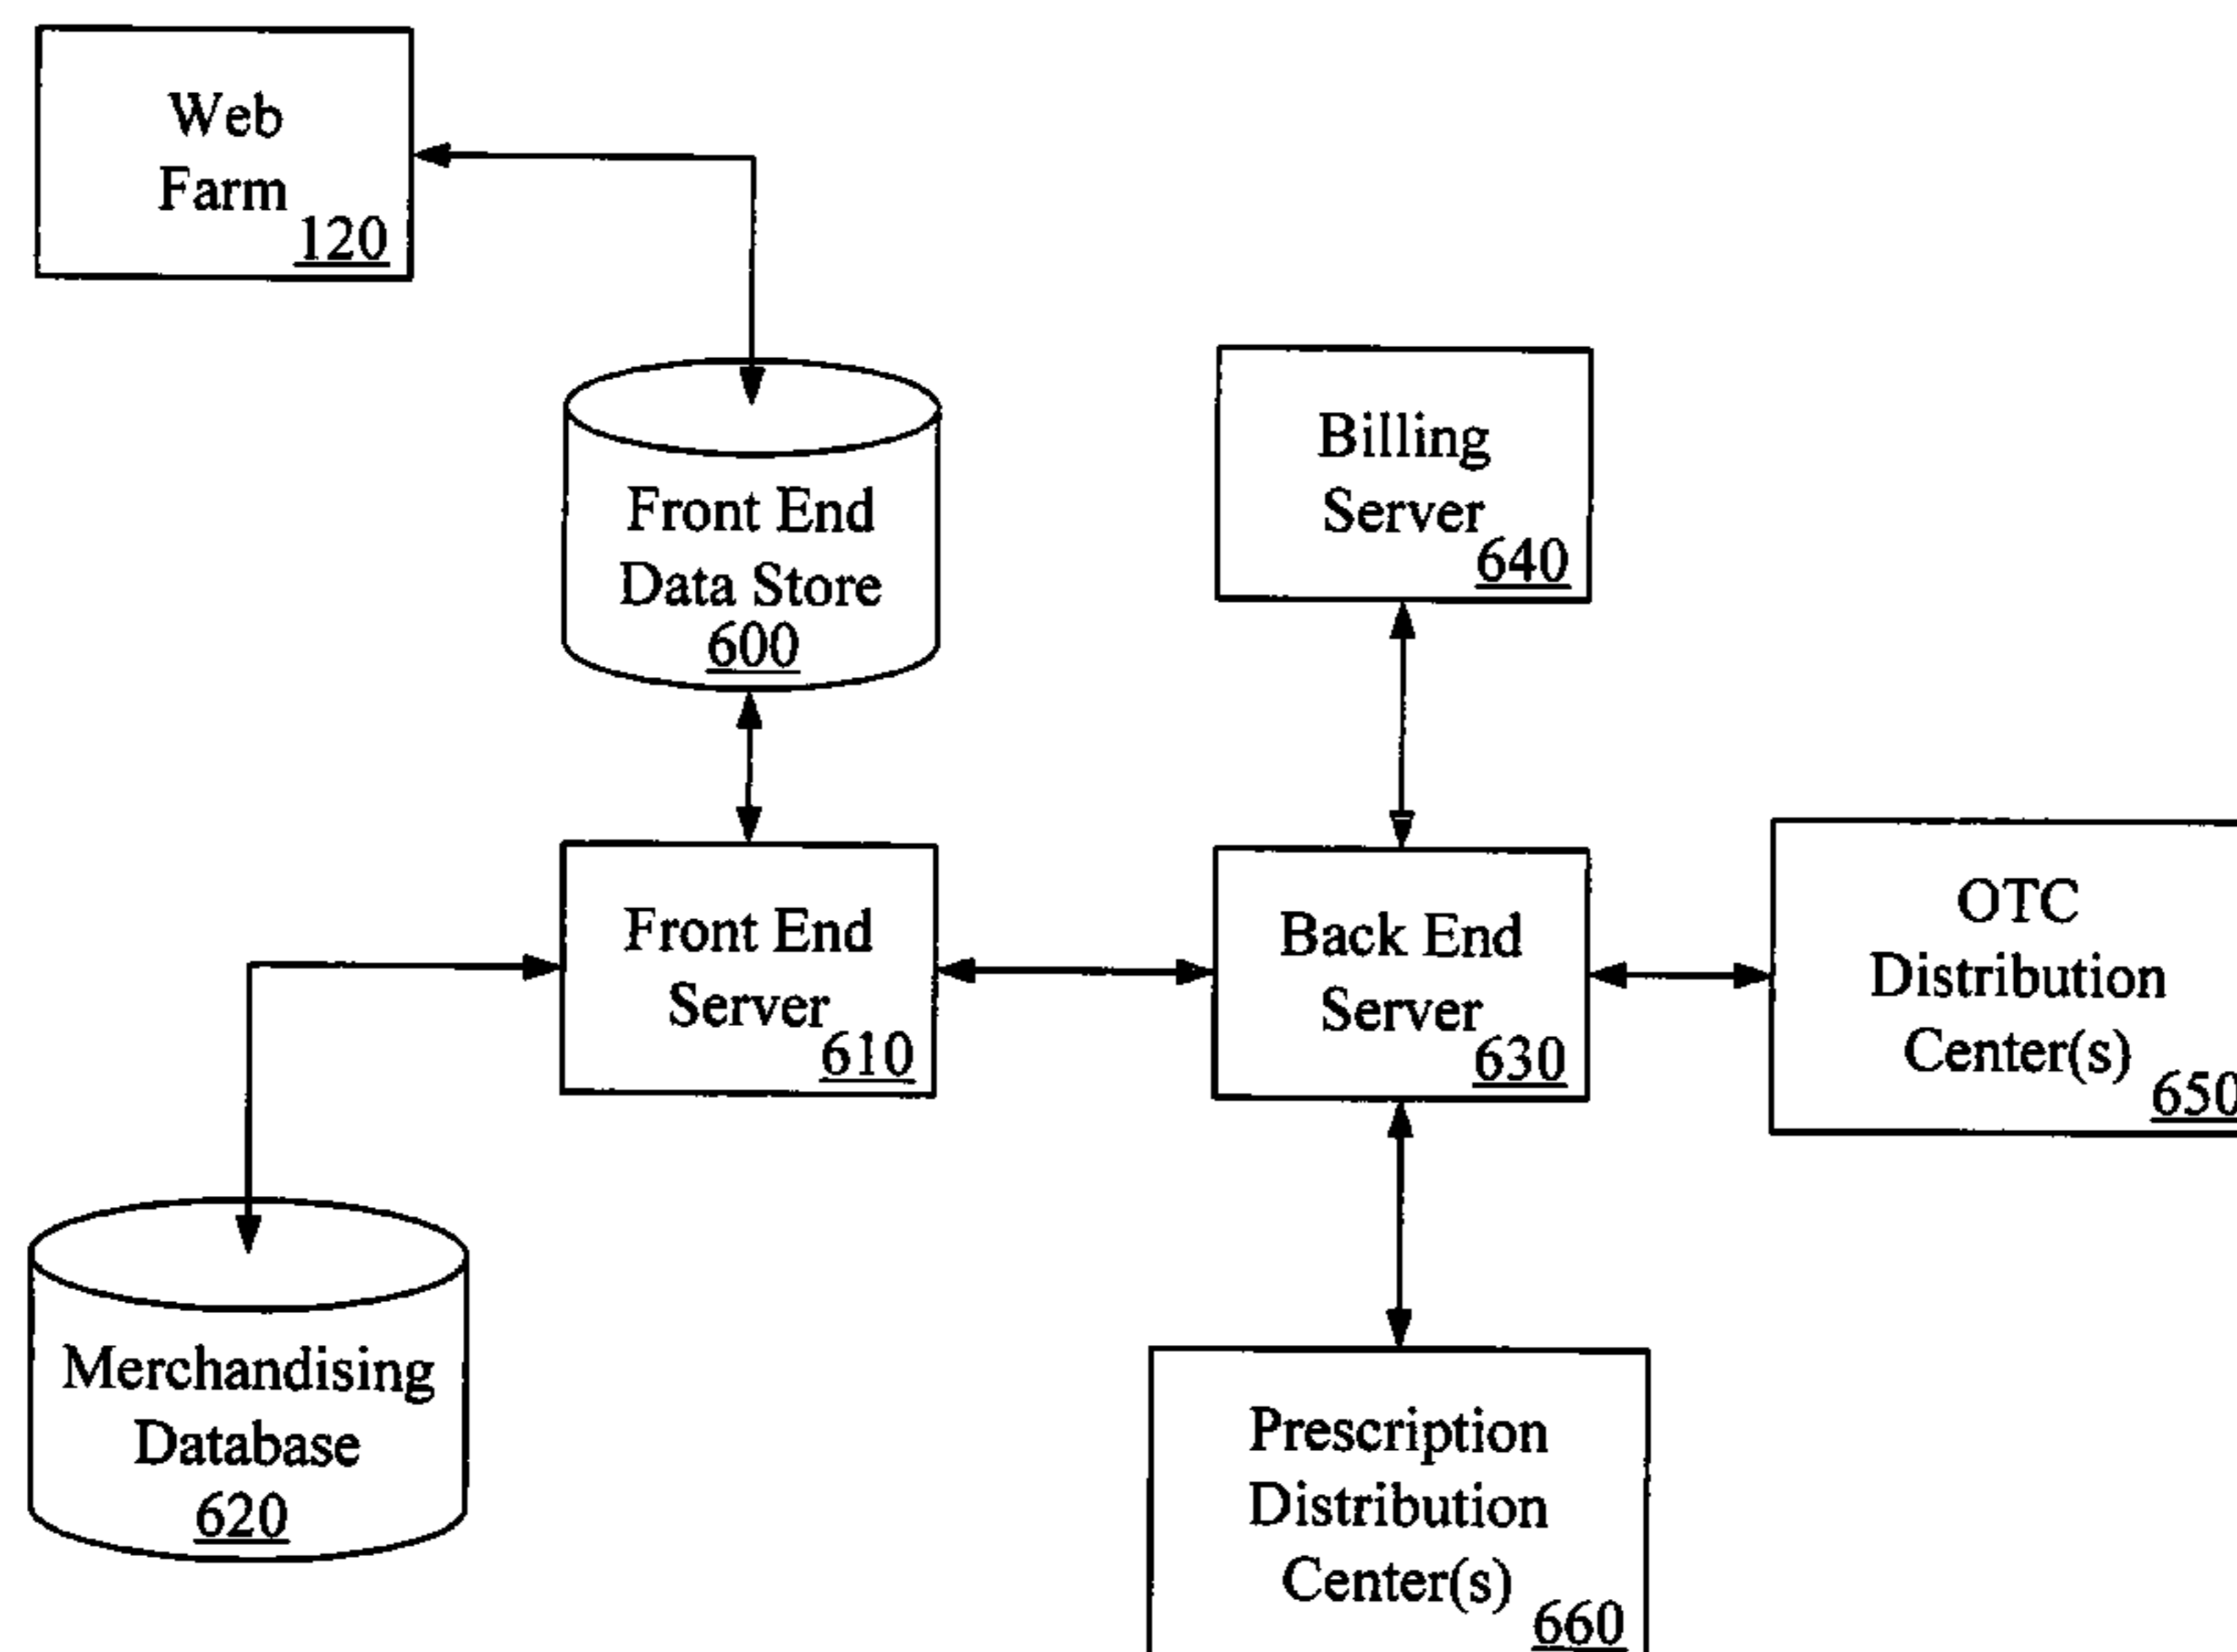 Web
Farm
120
Front End
Data Store
600
Billing
Server
640
Front End
Server
610
Back End
Server
630
OTC
Distribution
Center(s)
650
Merchandising
Database
620
Prescription
Distribution
Center(s)
660